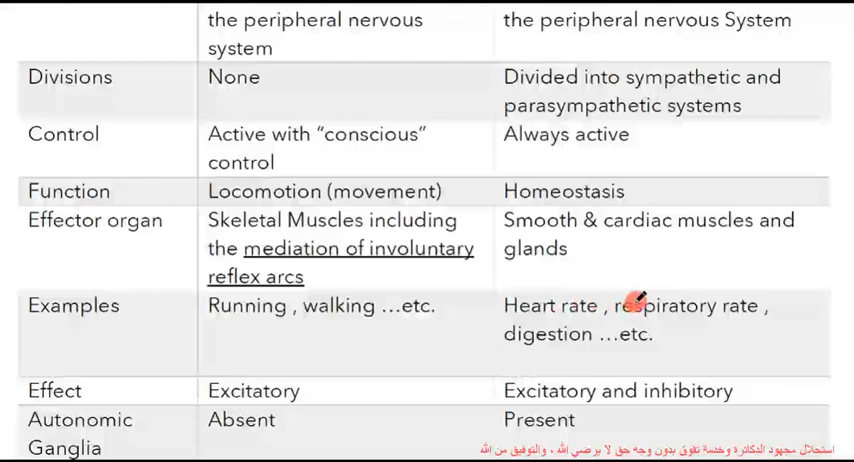 the peripheral nervous
system
the peripheral nervous System
Divisions
None
Divided into sympathetic and
parasympathetic systems
Control
Active with “conscious”
control
Always active
Function
Locomotion (movement)
Homeostasis
Effector organ
Skeletal Muscles including
the mediation of involuntary
reflex arcs
Smooth & cardiac muscles and
glands
Examples
Running , walking ...etc.
Heart rate , respiratory rate ,
digestion ...etc.
Effect
Excitatory
Excitatory and inhibitory
Autonomic
Ganglia
Absent
Present
استحلال مجهود الدكاترة وخدمة تفوق بدون وجه حق لا يرضي الله ، والتوفيق من الله